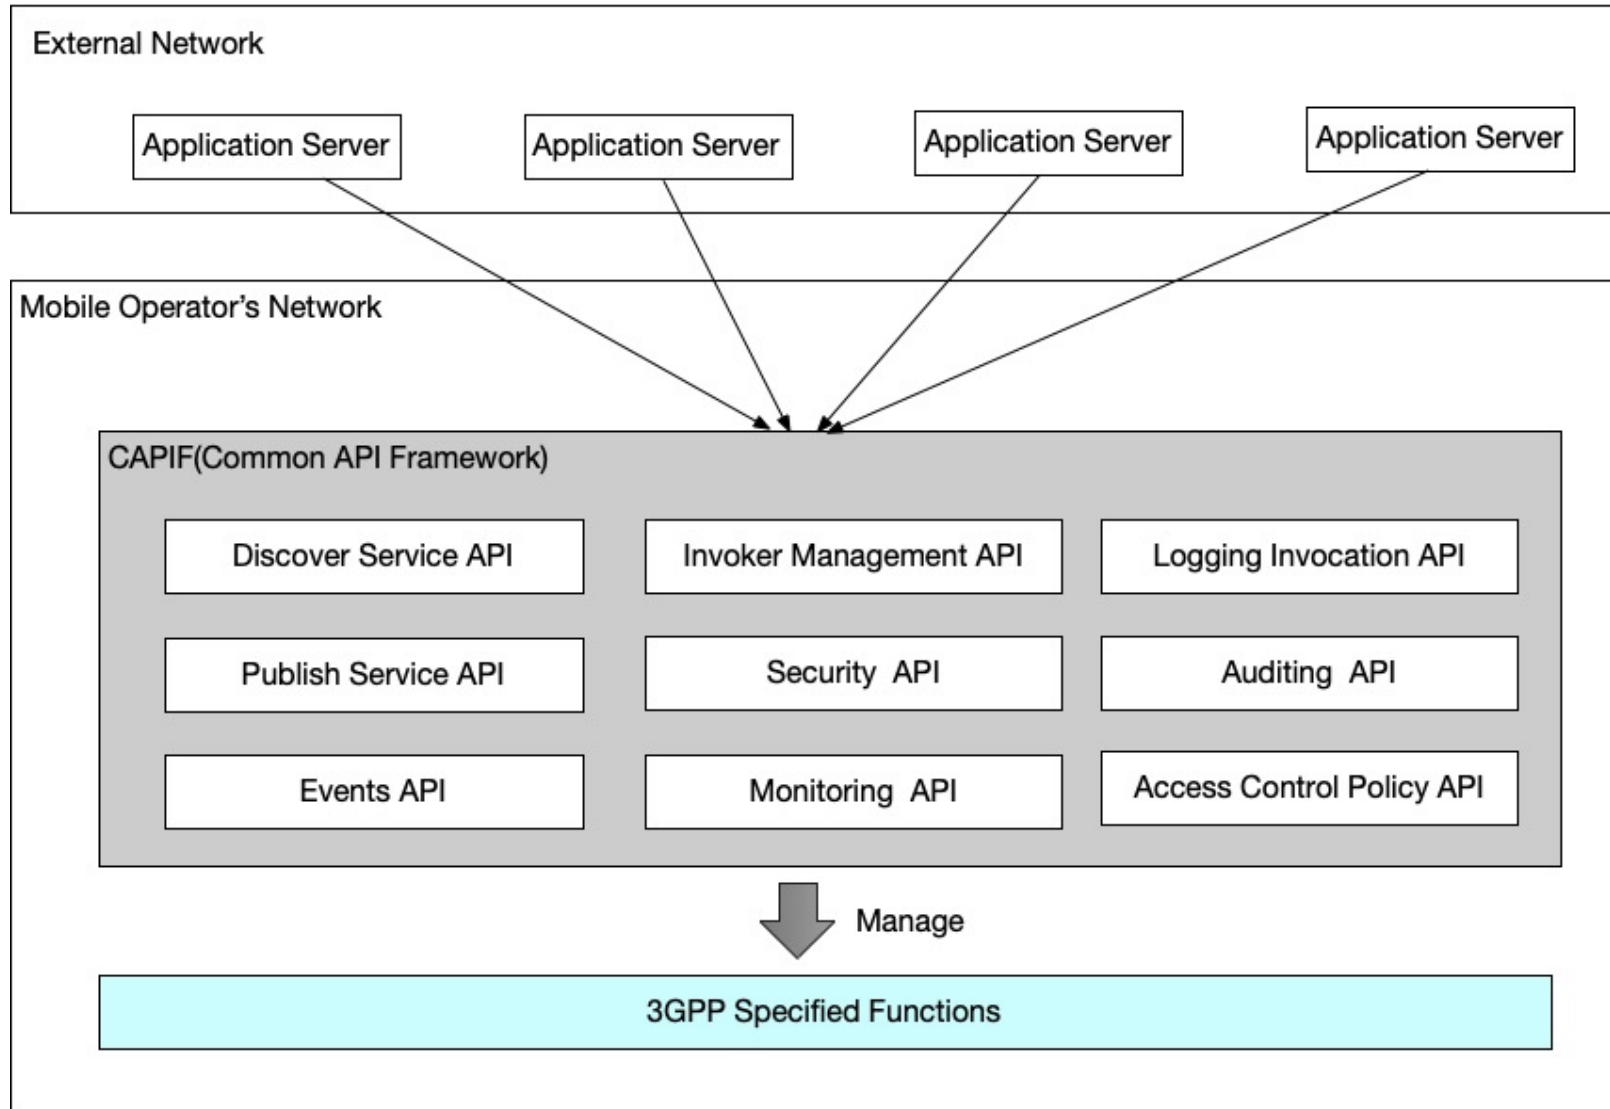 External Network
Application Server
Application Server
Application Server
Application Server
Mobile Operator’s Network
CAPIF(Common API Framework)
Discover Service API
Invoker Management API
Logging Invocation API
Publish Service API
Security  API
Auditing  API
Events API
Monitoring  API
Access Control Policy API
Manage
3GPP Specified Functions